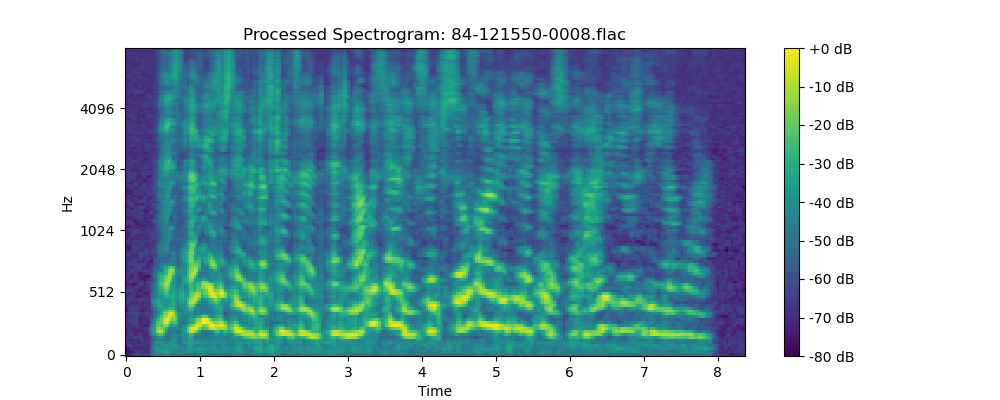 Processed Spectrogram: 84-121550-0008.flac
+0 dB
-10 dB
4096
-20 dB
2048
-30 dB
Hz
-40 dB
1024
-50 dB
-60 dB
512
-70 dB
0
-80 dB
0 1 2 3 4 5 6 7 8
Time